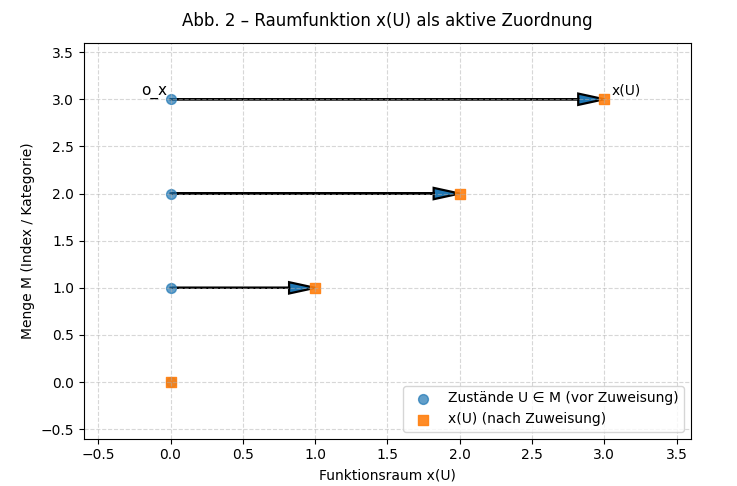 Abb. 2 – Raumfunktion x(U) als aktive Zuordnung
Menge M (Index / Kategorie)
3.5
3.0
2.5
2.0
1.5
1.0
0.5
0.0
−0.5
o_x
x(U)
Zustände U ∈ M (vor Zuweisung)
x(U) (nach Zuweisung)
−0.5
0.0
0.5
1.0
1.5
2.0
2.5
3.0
3.5
Funktionsraum x(U)